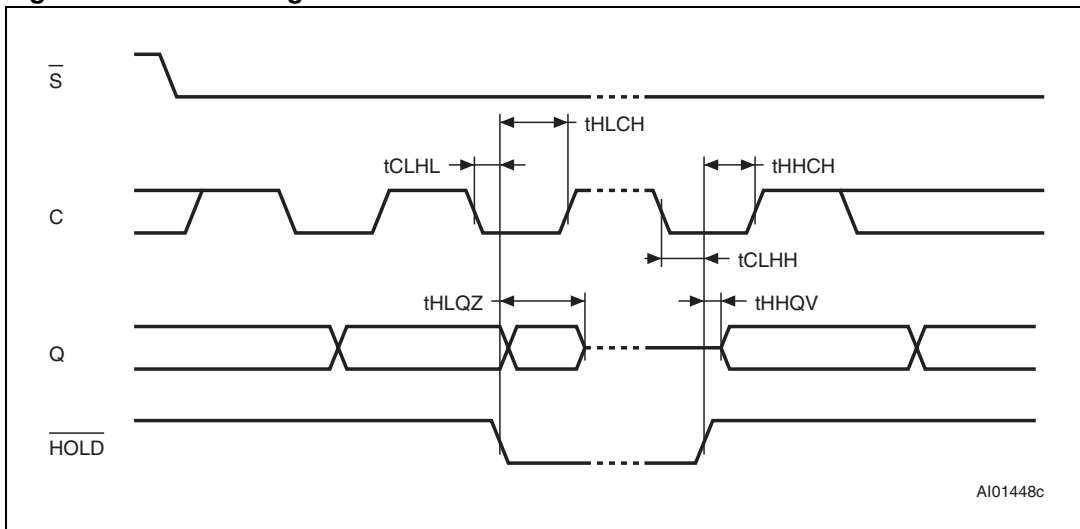 S
tHLCH
tCLHL
tHHCH
C
tCLHH
tHLQZ
tHHQV
Q
HOLD
AI01448c